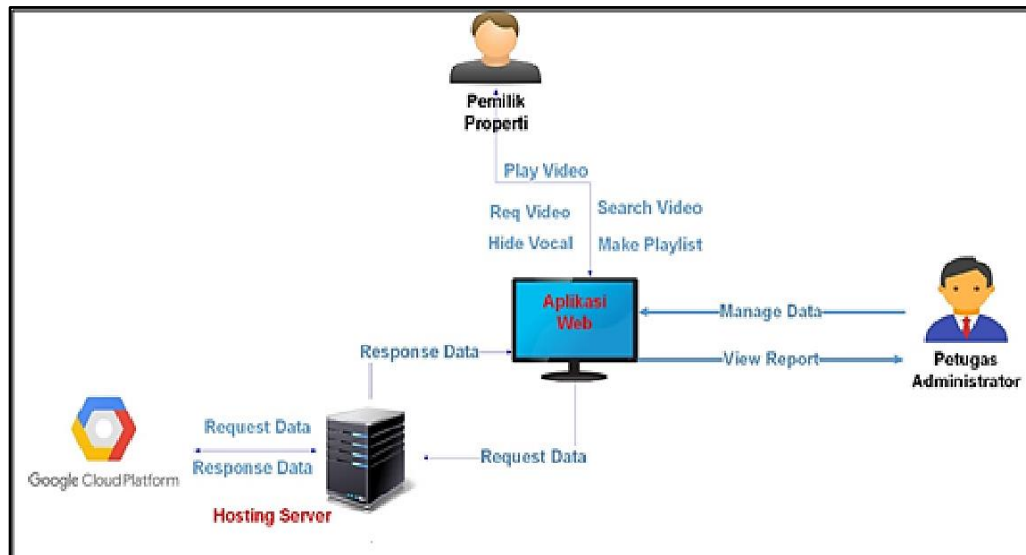 Pemilik
Properti
Play Video
Req Video
Search Video
Hide Vocal
Make Playlist
Aplikasi
Web
Manage Data
View Report
Petugas
Administrator
Response Data
Request Data
Request Data
Response Data
Google Cloud Platform
Hosting Server